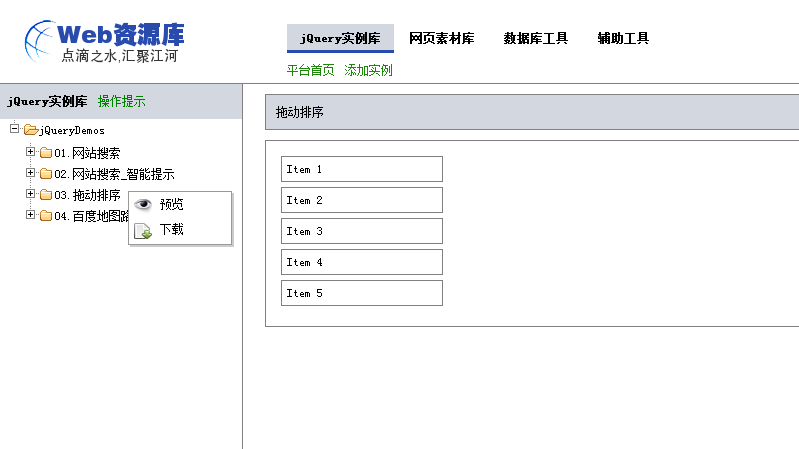 Web资源库
点滴之水,汇聚江河
jQuery实例库 网页素材库 数据库工具 辅助工具
平台首页 添加实例
jQuery实例库 操作提示
jQueryDemos
01.网站搜索
02.网站搜索_智能提示
03.拖动排序
04.百度地图
预览
下载
拖动排序
Item 1
Item 2
Item 3
Item 4
Item 5